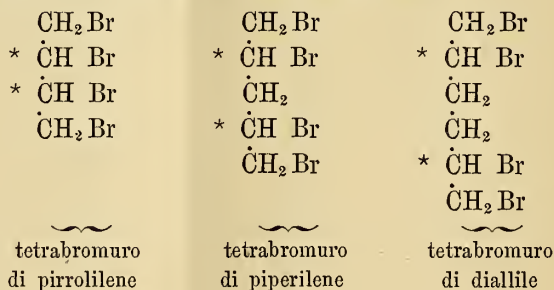 CH₂Br
* ĊH Br
* ĊH Br
ĊH₂Br
tetrabromuro
di pirrolilene
CH₂Br
* ĊH Br
ĊH₂
* ĊH Br
ĊH₂Br
tetrabromuro
di piperilene
CH₂Br
* ĊH Br
ĊH₂
ĊH₂
* ĊH Br
ĊH₂Br
tetrabromuro
di diallile